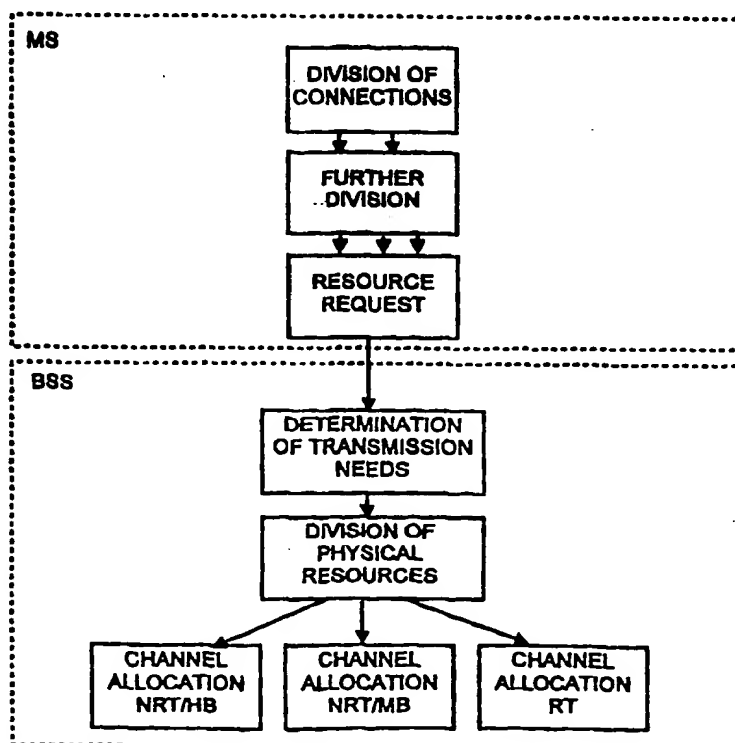 MS
DIVISION OF
CONNECTIONS
FURTHER
DIVISION
RESOURCE
REQUEST
BSS
DETERMINATION
OF TRANSMISSION
NEEDS
DIVISION OF
PHYSICAL
RESOURCES
CHANNEL
ALLOCATION
NRT/HB
CHANNEL
ALLOCATION
NRT/MB
CHANNEL
ALLOCATION
RT